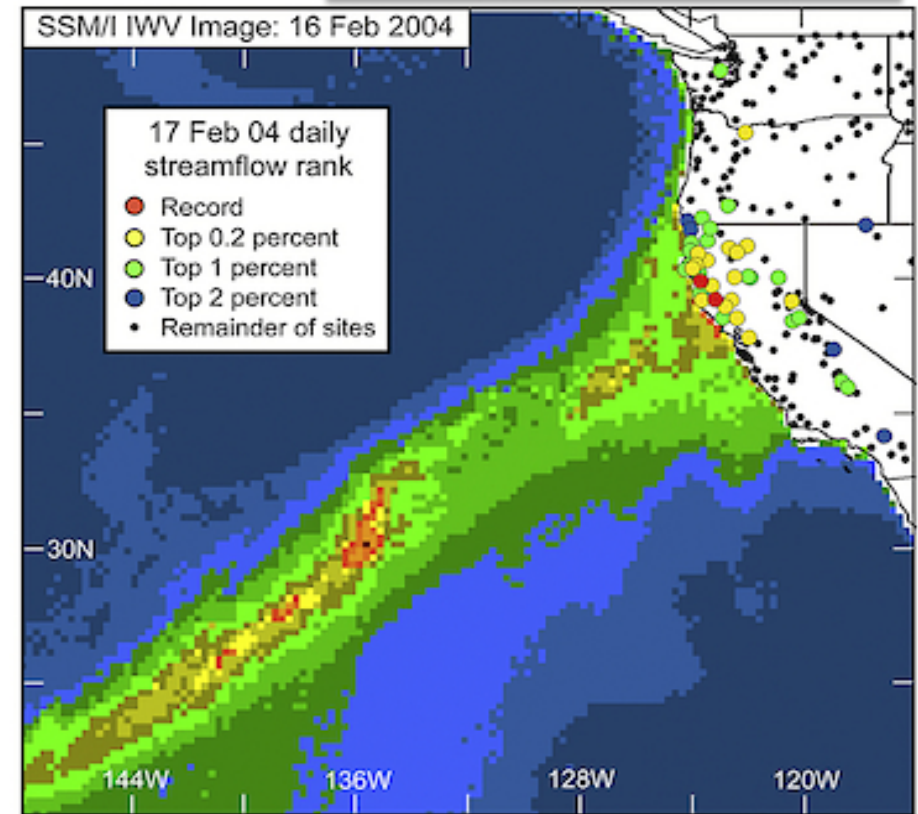 SSM/I IWV Image: 16 Feb 2004
17 Feb 04 daily
streamflow rank
Record
Top 0.2 percent
Top 1 percent
Top 2 percent
Remainder of sites
40N
30N
144W
136W
128W
120W